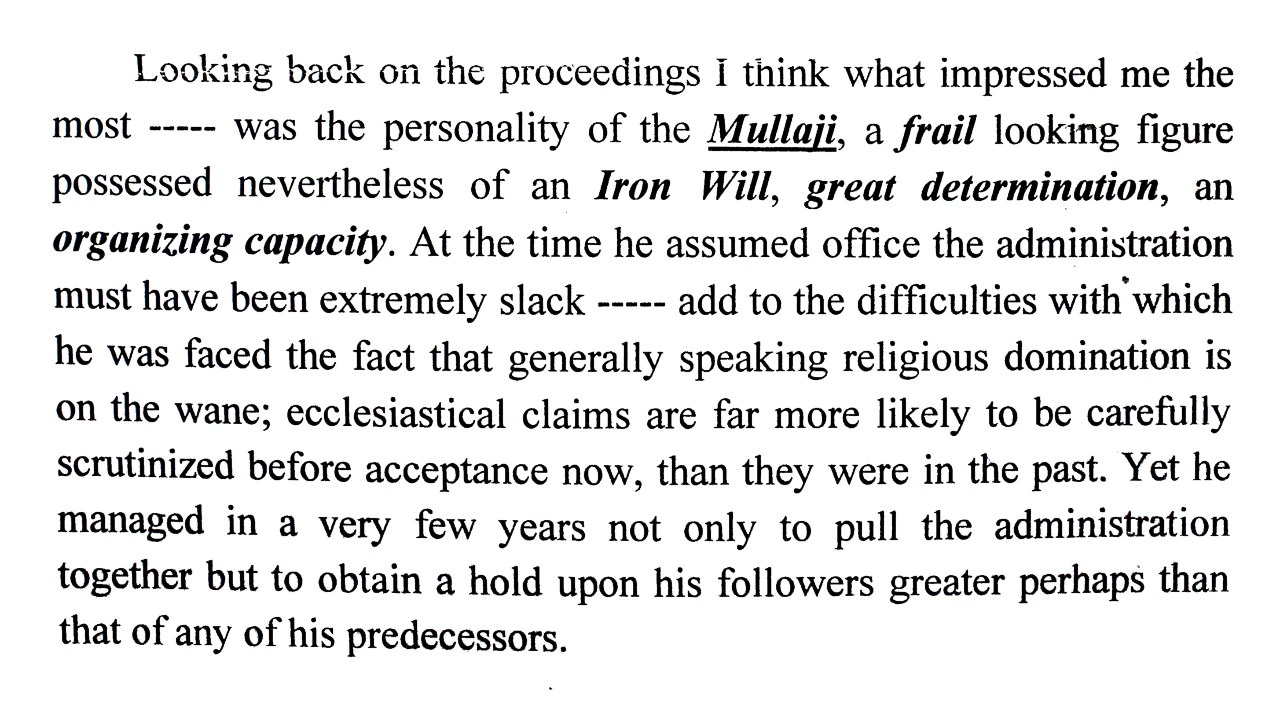 Looking back on the proceedings I think what impressed me the
most ----- was the personality of the Mullaji, a frail looking figure
possessed nevertheless of an Iron Will, great determination, an
organizing capacity. At the time he assumed office the administration
must have been extremely slack ----- add to the difficulties with which
he was faced the fact that generally speaking religious domination is
on the wane; ecclesiastical claims are far more likely to be carefully
scrutinized before acceptance now, than they were in the past. Yet he
managed in a very few years not only to pull the administration
together but to obtain a hold upon his followers greater perhaps than
that of any of his predecessors.